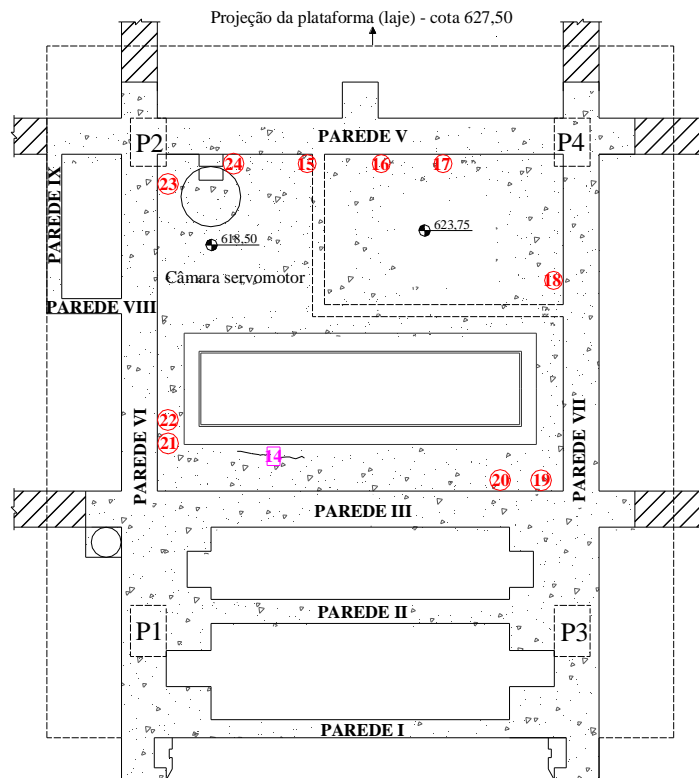 Projeção da plataforma (laje) - cota 627,50
P2
PAREDE V
P4
24
15
16
17
23
PAREDE IX
618,50
623,75
Câmara servomotor
18
PAREDE VIII
22
21
PAREDE VI
14
PAREDE VII
20
19
PAREDE III
PAREDE II
P1
P3
PAREDE I